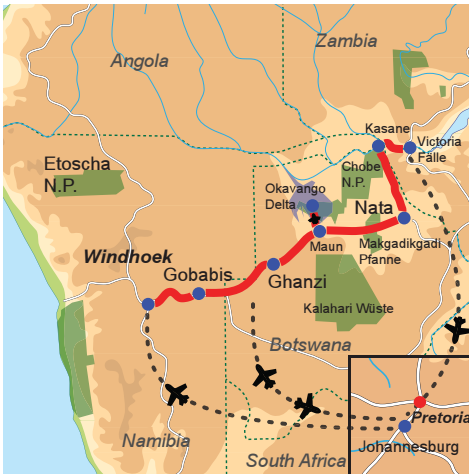 Zambia
Angola
Kasane
Victoria
Fälle
Etoscha
N.P.
Chobe
N.P.
Okavango
Delta
Nata
Windhoek
Maun
Makgadikgadi
Pfanne
Gobabis
Ghanzi
Kalahari Wüste
Botswana
Pretoria
Namibia
Johannesburg
South Africa